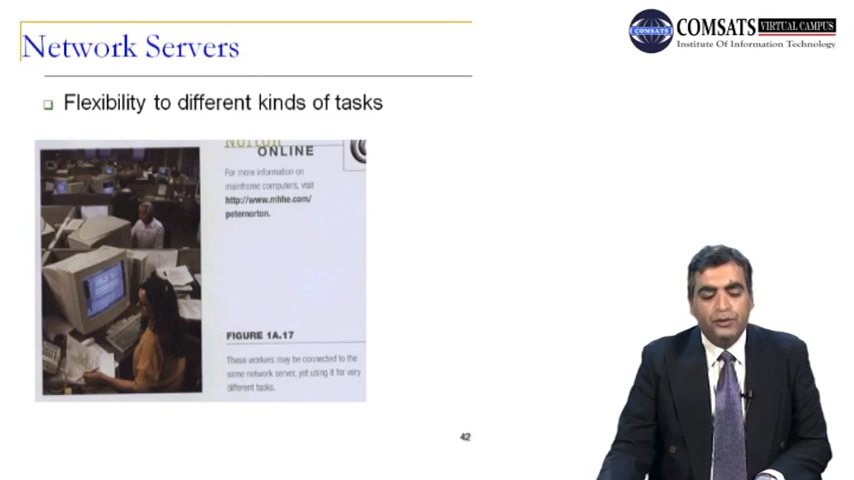 Network Servers
Flexibility to different kinds of tasks
COMSATS VIRTUAL CAMPUS
Institute Of Information Technology
COMSATS
Norton
ONLINE
For more information on
mainframe computers, visit
http://www.mhhe.com/
peternorton.
FIGURE 1A.17
These workers may be connected to the
same network server, yet using it for very
different tasks.
42